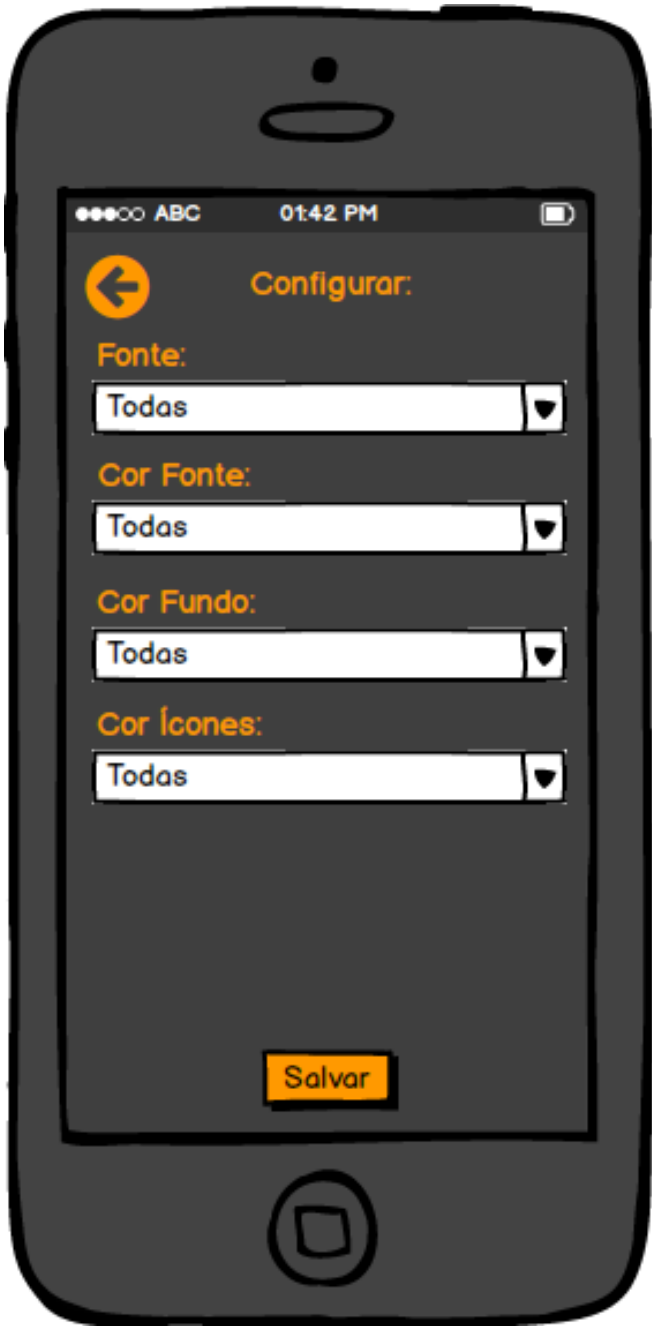 ABC 01:42 PM
Configurar:
Fonte:
Todas
Cor Fonte:
Todas
Cor Fundo:
Todas
Cor Ícones:
Todas
Salvar